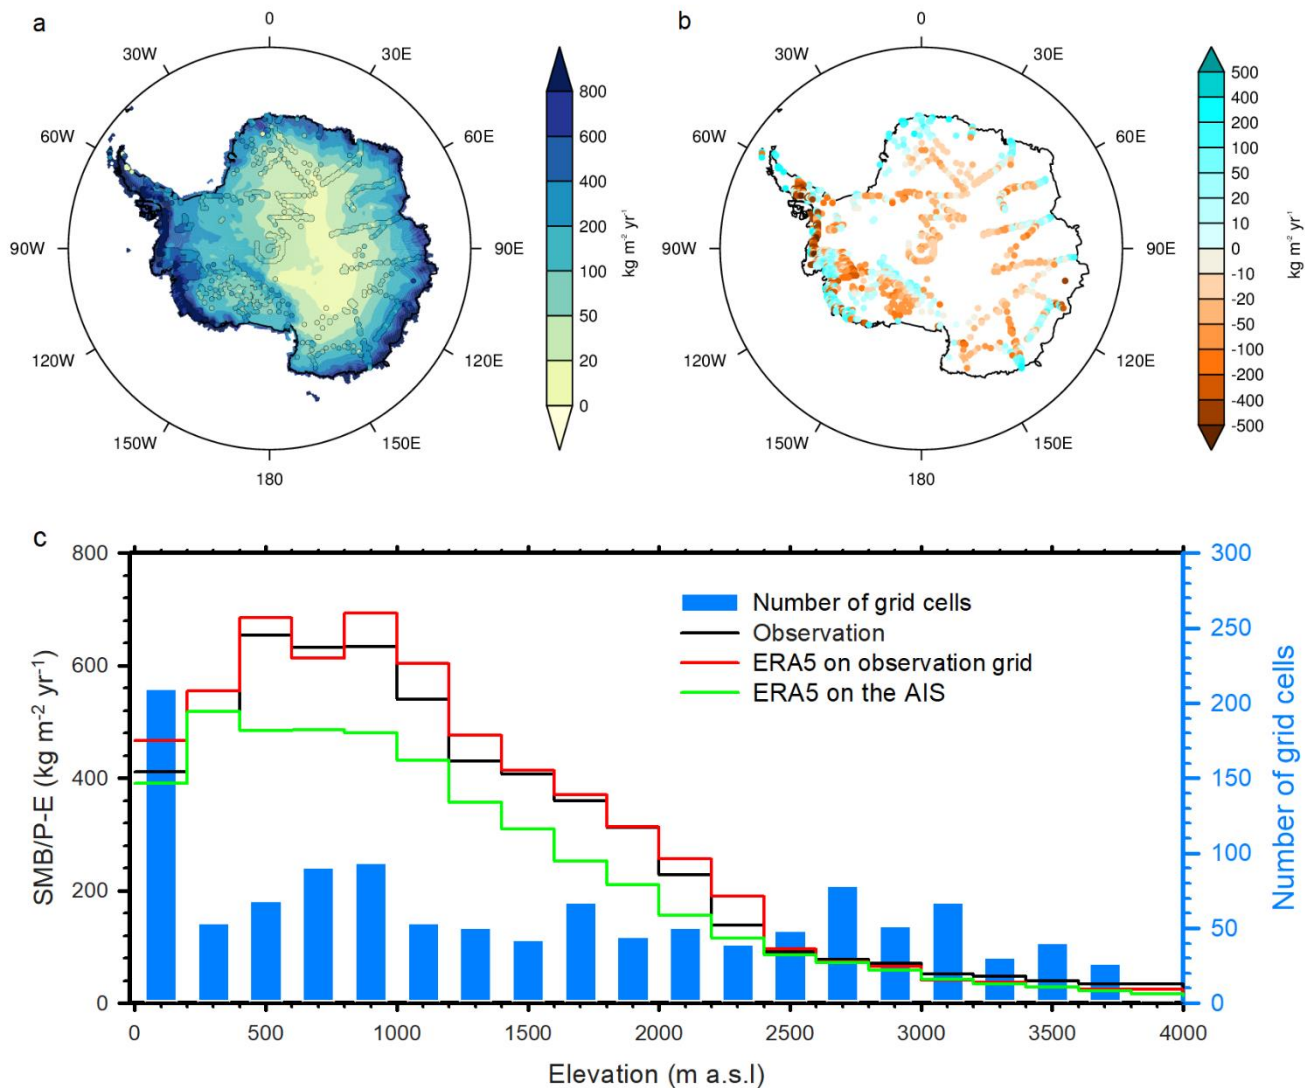 a
0
30W
30E
60W
60E
90W
90E
120W
120E
150W
150E
180
800
600
400
200
100
50
20
0
kg m⁻² yr⁻¹
b
0
30W
30E
60W
60E
90W
90E
120W
120E
150W
150E
180
500
400
200
100
50
20
10
0
-10
-20
-50
-100
-200
-400
-500
kg m⁻² yr⁻¹
c
800
600
400
200
0
SMB/P-E (kg m⁻² yr⁻¹)
Number of grid cells
Observation
ERA5 on observation grid
ERA5 on the AIS
300
250
200
150
100
50
0
Number of grid cells
0 500 1000 1500 2000 2500 3000 3500 4000
Elevation (m a.s.l)